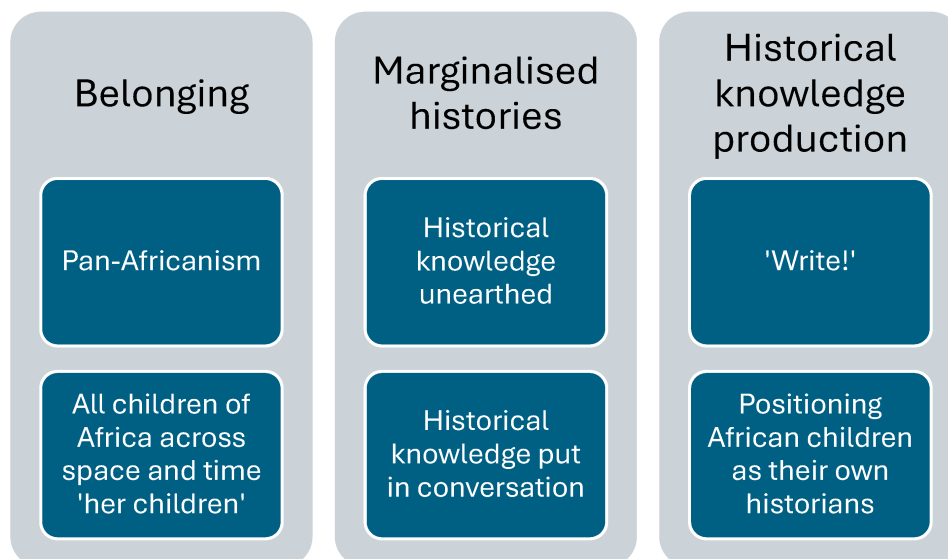 Belonging
Pan-Africanism
All children of
Africa across
space and time
'her children'
Marginalised
histories
Historical
knowledge
unearthed
Historical
knowledge put
in conversation
Historical
knowledge
production
'Write!'
Positioning
African children
as their own
historians